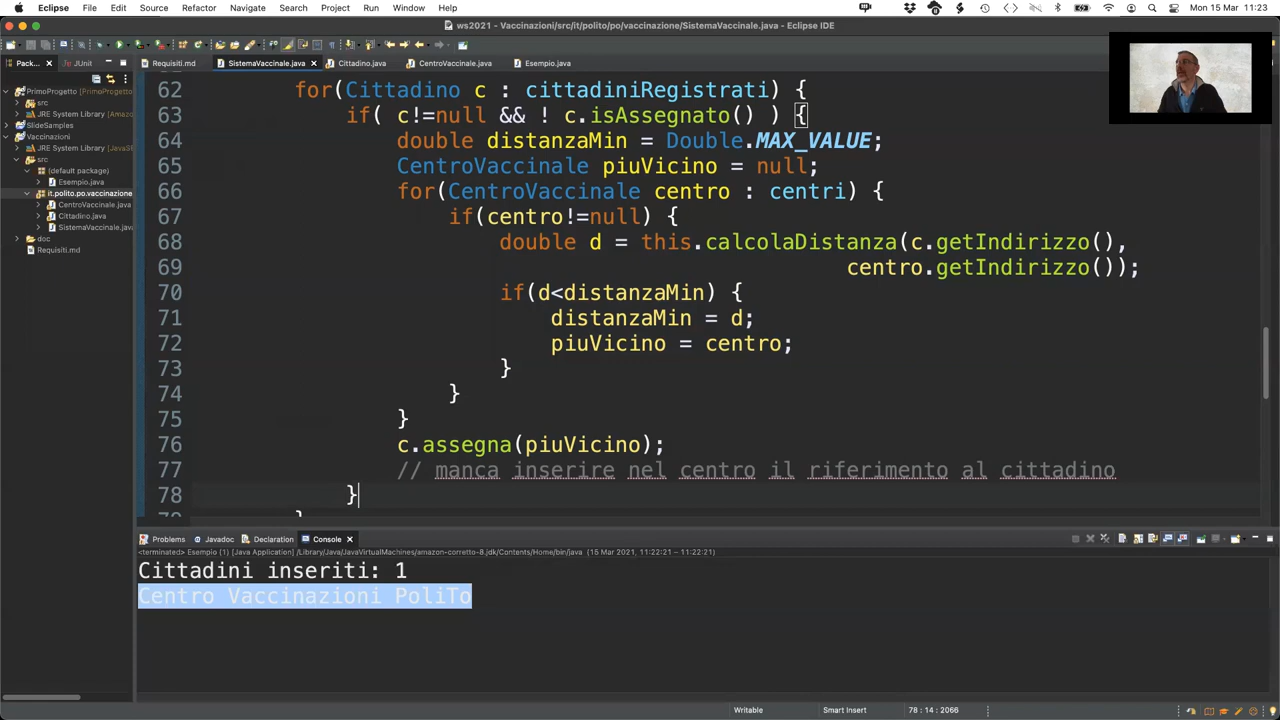 Eclipse File Edit Source Refactor Navigate Search Project Run Window Help Mon 15 Mar 11:23
ws2021 - Vaccinazioni/src/it/polito/po/vaccinazione/SistemaVaccinale.java - Eclipse IDE
Pack... JUnit
Requisiti.md SistemaVaccinale.java Cittadino.java CentroVaccinale.java Esempio.java
PrimoProgetto
src
JRE System Library [Amazo
SlideSamples
Vaccinazioni
JRE System Library [JavaSE
src
(default package)
Esempio.java
it.polito.po.vaccinazione
CentroVaccinale.java
Cittadino.java
SistemaVaccinale.java
doc
Requisiti.md
62 for(Cittadino c : cittadiniRegistrati) {
63 if( c!=null && ! c.isAssegnato() ) {
64 double distanzaMin = Double.MAX_VALUE;
65 CentroVaccinale piuVicino = null;
66 for(CentroVaccinale centro : centri) {
67 if(centro!=null) {
68 double d = this.calcolaDistanza(c.getIndirizzo(),
69 centro.getIndirizzo());
70 if(d<distanzaMin) {
71 distanzaMin = d;
72 piuVicino = centro;
73 }
74 }
75 }
76 c.assegna(piuVicino);
77 // manca inserire nel centro il riferimento al cittadino
78 }
Problems Javadoc Declaration Console
<terminated> Esempio (1) [Java Application] /Library/Java/JavaVirtualMachines/amazon-corretto-8.jdk/Contents/Home/bin/java (15 Mar 2021, 11:22:21 – 11:22:21)
Cittadini inseriti: 1
Centro Vaccinazioni PoliTo
Writable Smart Insert 78 : 14 : 2066